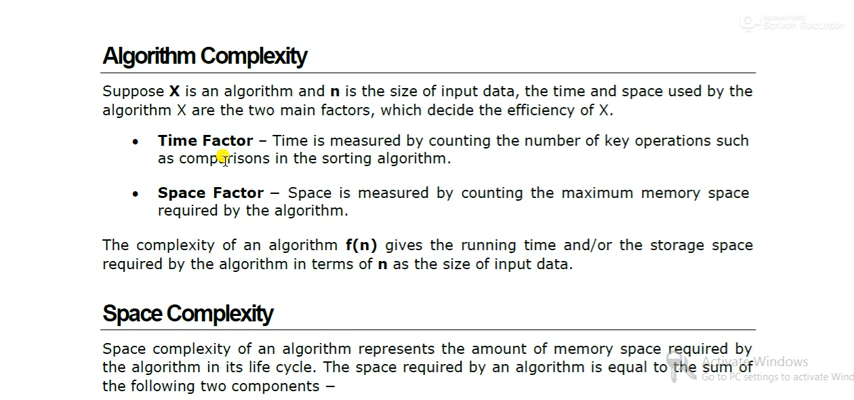 Screen Recorder
Algorithm Complexity
Suppose X is an algorithm and n is the size of input data, the time and space used by the
algorithm X are the two main factors, which decide the efficiency of X.
• Time Factor – Time is measured by counting the number of key operations such
as comparisons in the sorting algorithm.
• Space Factor – Space is measured by counting the maximum memory space
required by the algorithm.
The complexity of an algorithm f(n) gives the running time and/or the storage space
required by the algorithm in terms of n as the size of input data.
Space Complexity
Space complexity of an algorithm represents the amount of memory space required by
the algorithm in its life cycle. The space required by an algorithm is equal to the sum of
the following two components –
Activate Windows
Go to PC settings to activate Wind